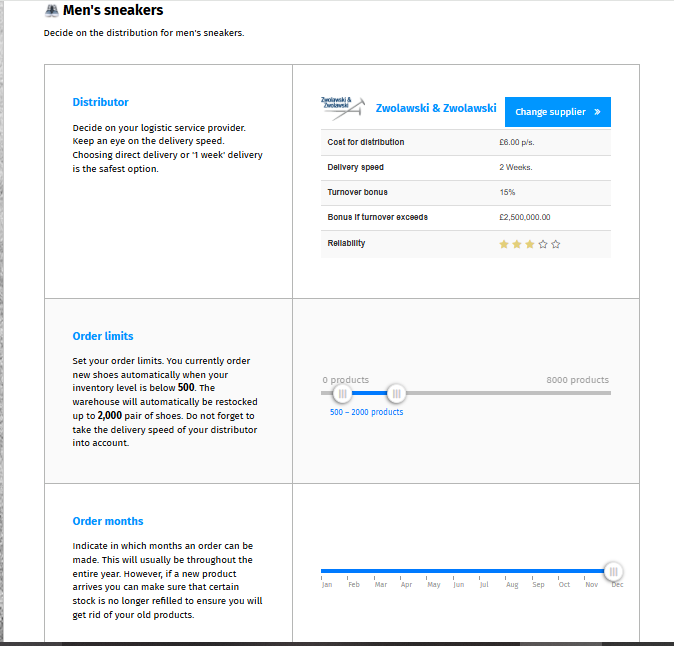 Men's sneakers
Decide on the distribution for men's sneakers.
Distributor
Decide on your logistic service provider.
Keep an eye on the delivery speed.
Choosing direct delivery or '1 week' delivery
is the safest option.
Zwolawski &
Zwolawski
Zwolawski & Zwolawski
Change supplier »
Cost for distribution £6.00 p/s.
Delivery speed 2 Weeks.
Turnover bonus 15%
Bonus if turnover exceeds £2,500,000.00
Reliability
Order limits
Set your order limits. You currently order
new shoes automatically when your
inventory level is below 500. The
warehouse will automatically be restocked
up to 2,000 pair of shoes. Do not forget to
take the delivery speed of your distributor
into account.
0 products 8000 products
500 – 2000 products
Order months
Indicate in which months an order can be
made. This will usually be throughout the
entire year. However, if a new product
arrives you can make sure that certain
stock is no longer refilled to ensure you will
get rid of your old products.
Jan Feb Mar Apr May Jun Jul Aug Sep Oct Nov Dec